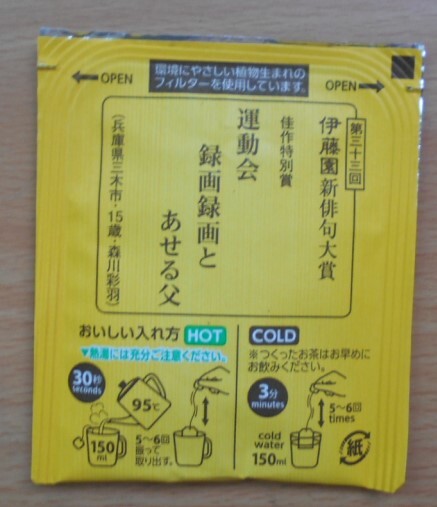 OPEN
環境にやさしい植物生まれの
フィルターを使用しています。
OPEN
第三十三回
伊藤園新俳句大賞
佳作特別賞
運動会
録画録画と
あせる父
(兵庫県三木市・15歳・森川彩羽)
おいしい入れ方 HOT
▼熱湯には充分ご注意ください。
30秒
seconds
95℃
150
ml
5〜6回
振って
取り出す。
COLD
※つくったお茶はお早めに
お飲みください。
3分
minutes
5〜6回
times
cold
water
150ml
紙